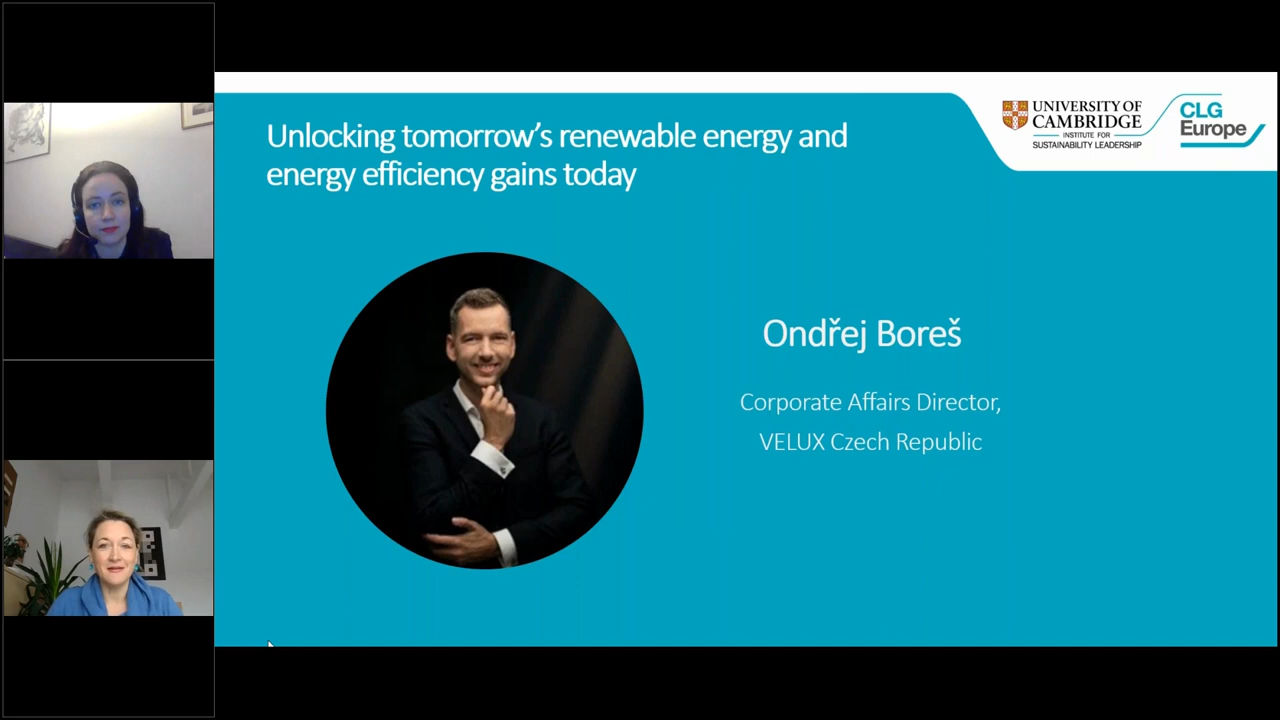 Unlocking tomorrow’s renewable energy and
energy efficiency gains today
UNIVERSITY OF
CAMBRIDGE
INSTITUTE FOR
SUSTAINABILITY LEADERSHIP
CLG
Europe
Ondřej Boreš
Corporate Affairs Director,
VELUX Czech Republic